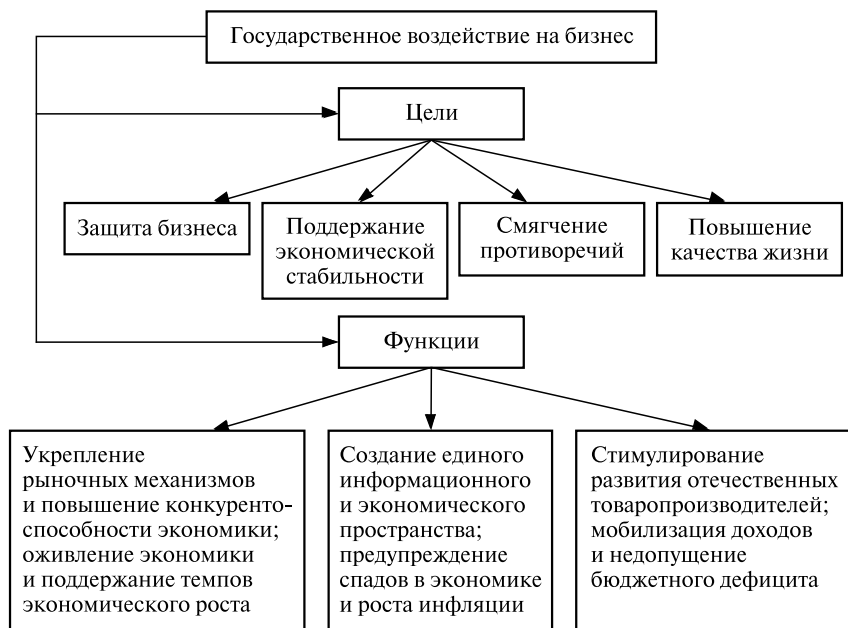 Государственное воздействие на бизнес
Цели
Защита бизнеса
Поддержание
экономической
стабильности
Смягчение
противоречий
Повышение
качества жизни
Функции
Укрепление
рыночных механизмов
и повышение конкуренто-
способности экономики;
оживление экономики
и поддержание темпов
экономического роста
Создание единого
информационного
и экономического
пространства;
предупреждение
спадов в экономике
и роста инфляции
Стимулирование
развития отечественных
товаропроизводителей;
мобилизация доходов
и недопущение
бюджетного дефицита